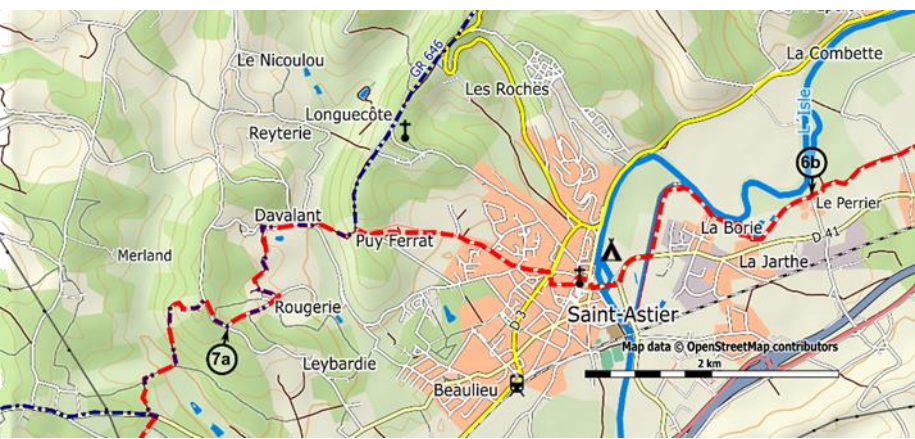 La Combette
Le Nicoulou
GR 646
Les Roches
Longuecôte
L'Isle
Reyterie
6b
Le Perrier
Davalant
La Borie
Puy Ferrat
D 41
Merland
La Jarthe
Rougerie
Saint-Astier
D 3
7a
Map data © OpenStreetMap contributors
Leybardie
2 km
Beaulieu